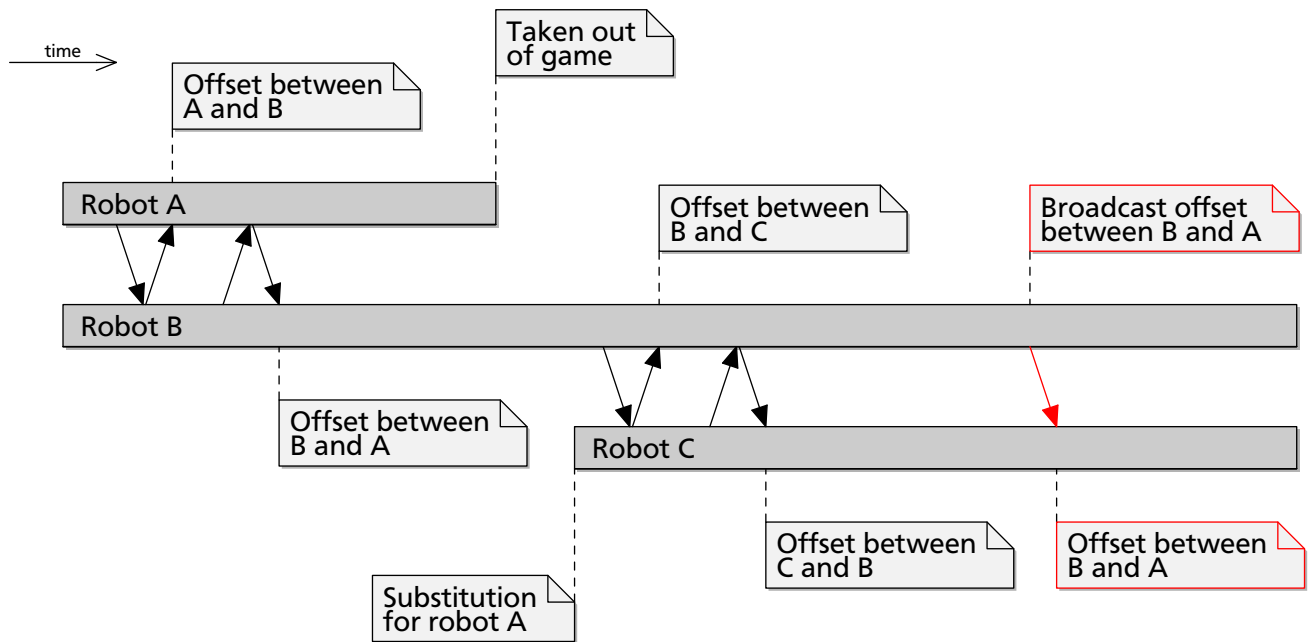 Taken out
of game
time
Offset between
A and B
Robot A
Offset between
B and C
Broadcast offset
between B and A
Robot B
Offset between
B and A
Robot C
Offset between
C and B
Offset between
B and A
Substitution
for robot A